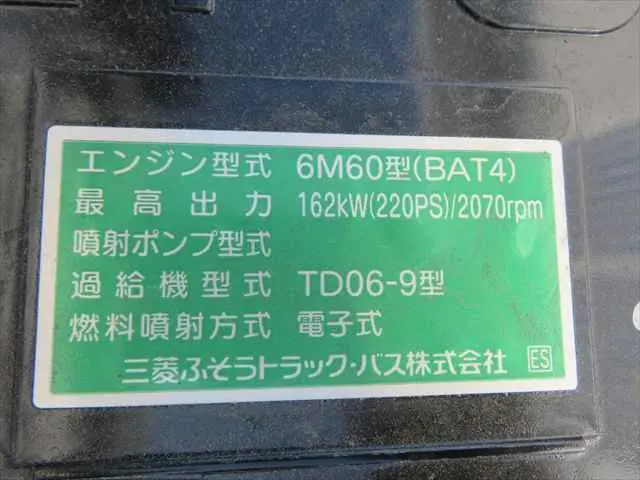 エンジン型式 6M60型(BAT4)
最高出力 162kW(220PS)/2070rpm
噴射ポンプ型式
過給機型式 TD06-9型
燃料噴射方式 電子式
三菱ふそうトラック・バス株式会社 ES